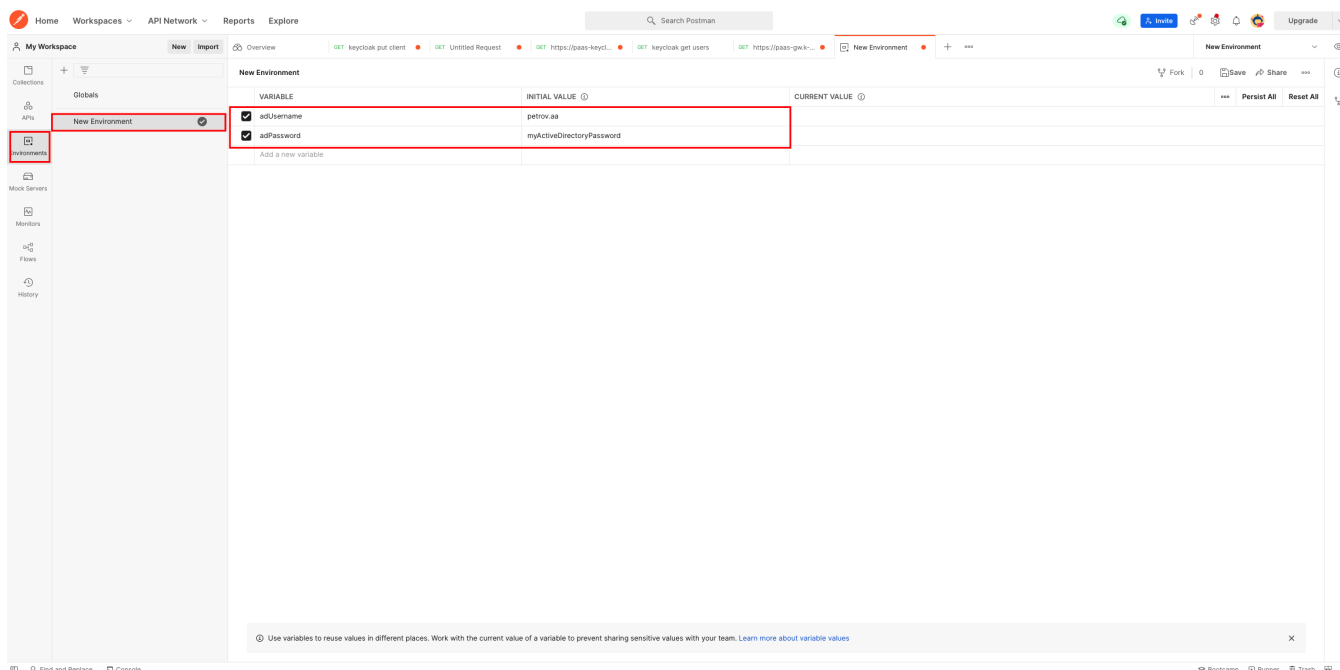 Home Workspaces API Network Reports Explore Search Postman Invite Upgrade
My Workspace New Import Overview GET keycloak put client GET Untitled Request GET https://paas-keycl... GET keycloak get users GET https://paas-gw.k-... New Environment New Environment
Collections
APIs
Environments
Mock Servers
Monitors
Flows
History
Globals
New Environment
New Environment Fork 0 Save Share
VARIABLE INITIAL VALUE CURRENT VALUE Persist All Reset All
adUsername petrov.aa
adPassword myActiveDirectoryPassword
Add a new variable
Use variables to reuse values in different places. Work with the current value of a variable to prevent sharing sensitive values with your team. Learn more about variable values
Find and Replace Console Bootcamp Runner Trash